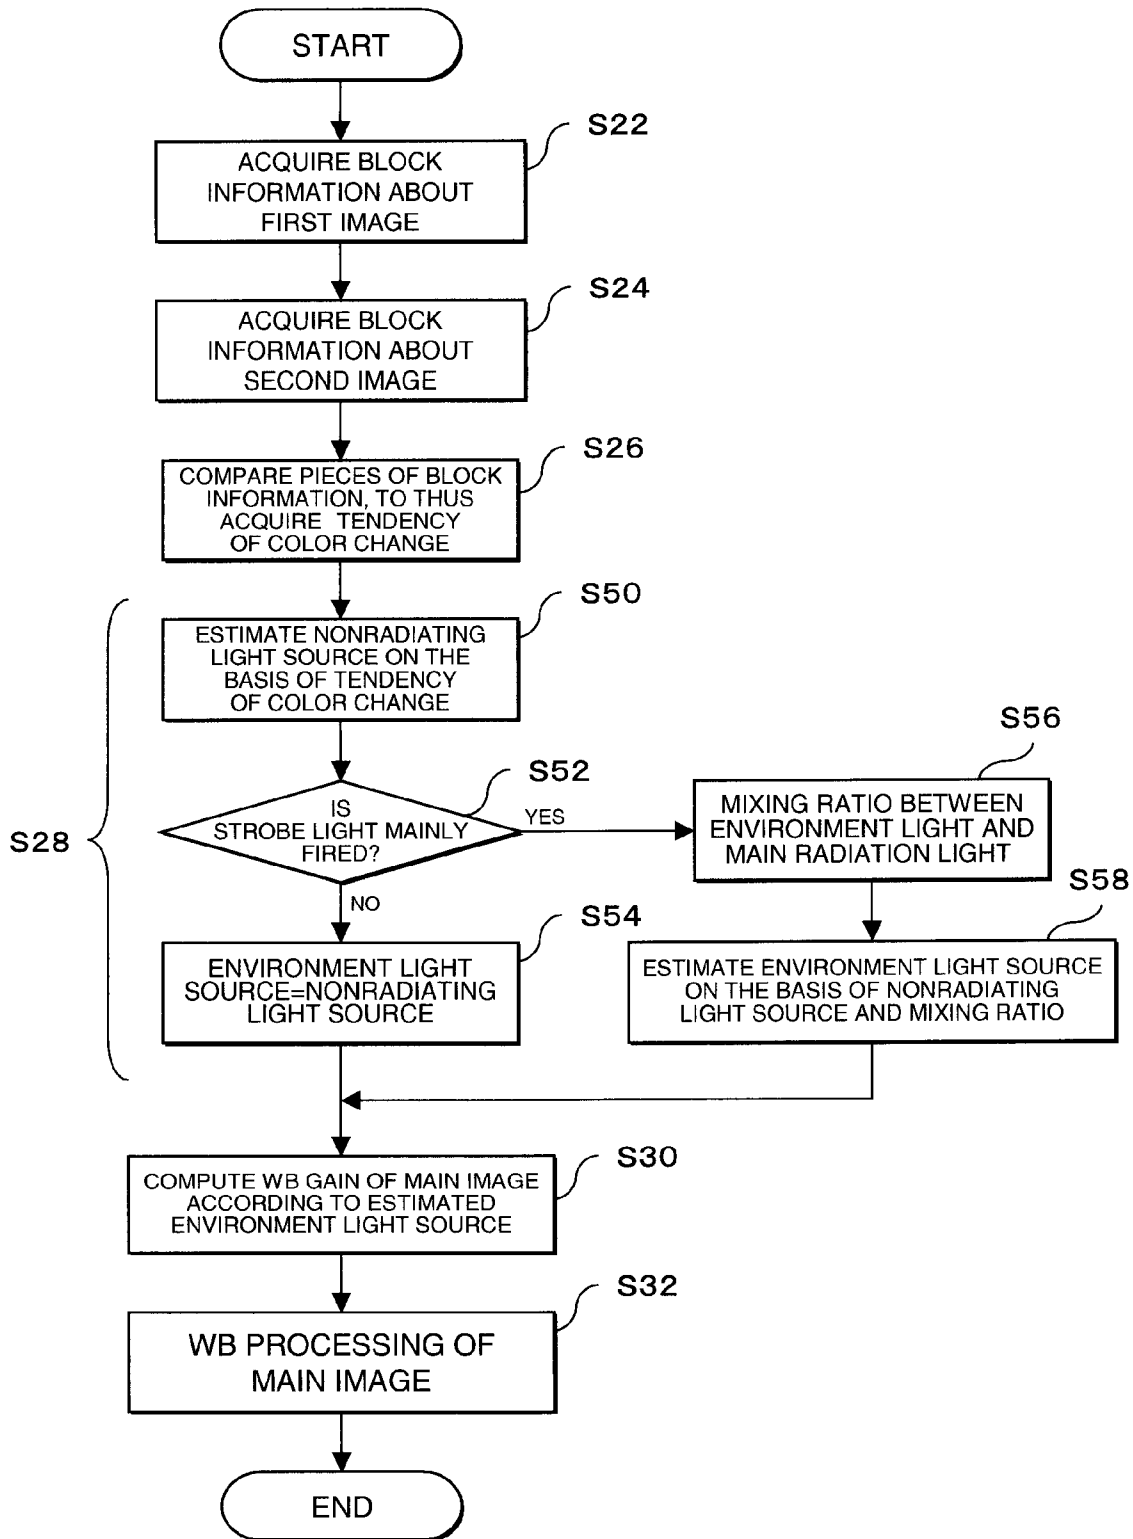 START
S22
ACQUIRE BLOCK
INFORMATION ABOUT
FIRST IMAGE
S24
ACQUIRE BLOCK
INFORMATION ABOUT
SECOND IMAGE
S26
COMPARE PIECES OF BLOCK
INFORMATION, TO THUS
ACQUIRE TENDENCY
OF COLOR CHANGE
S28
S50
ESTIMATE NONRADIATING
LIGHT SOURCE ON THE
BASIS OF TENDENCY
OF COLOR CHANGE
S52
IS
STROBE LIGHT MAINLY
FIRED?
YES
NO
S56
MIXING RATIO BETWEEN
ENVIRONMENT LIGHT AND
MAIN RADIATION LIGHT
S54
ENVIRONMENT LIGHT
SOURCE=NONRADIATING
LIGHT SOURCE
S58
ESTIMATE ENVIRONMENT LIGHT SOURCE
ON THE BASIS OF NONRADIATING
LIGHT SOURCE AND MIXING RATIO
S30
COMPUTE WB GAIN OF MAIN IMAGE
ACCORDING TO ESTIMATED
ENVIRONMENT LIGHT SOURCE
S32
WB PROCESSING OF
MAIN IMAGE
END